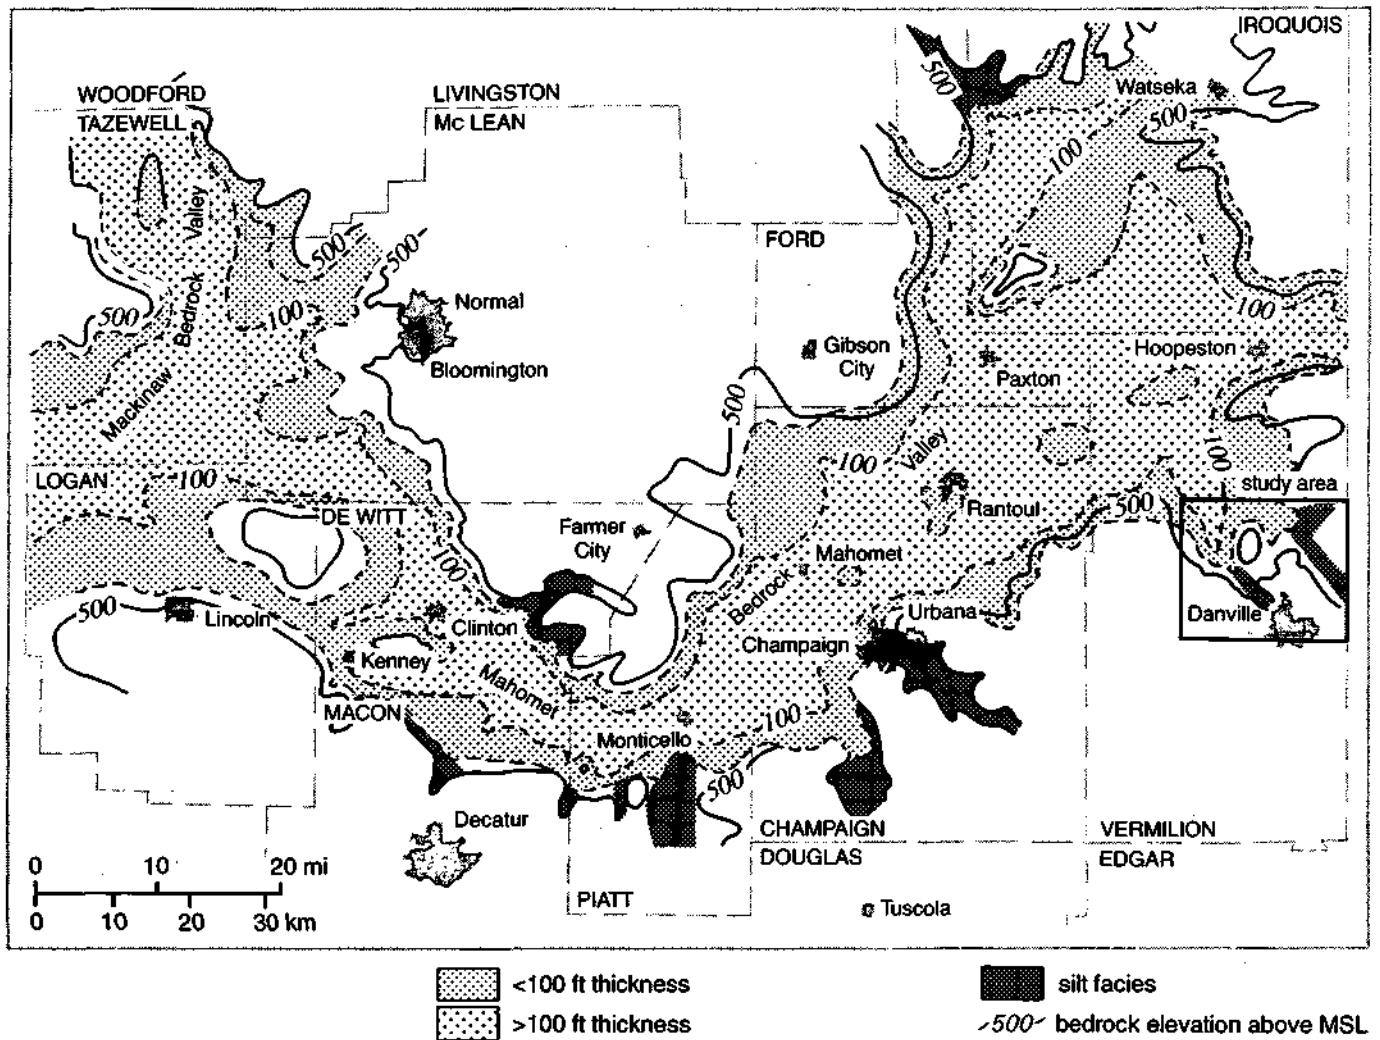 IROQUOIS
500
Watseka
WOODFORD
LIVINGSTON
TAZEWELL
Mc LEAN
500
100
Valley
500
500
FORD
Normal
100
500
100
Bedrock
Gibson
City
Hoopeston
Bloomington
Paxton
Mackinaw
500
100
Valley
100
LOGAN
100
study area
Rantoul
500
DE WITT
Farmer
City
Mahomet
100
Bedrock
500
Lincoln
Clinton
Urbana
Danville
Champaign
Kenney
Mahomet
MACON
100
Monticello
500
Decatur
CHAMPAIGN
VERMILION
DOUGLAS
EDGAR
0 10 20 mi
0 10 20 30 km
PIATT
Tuscola
<100 ft thickness
silt facies
>100 ft thickness
-500- bedrock elevation above MSL